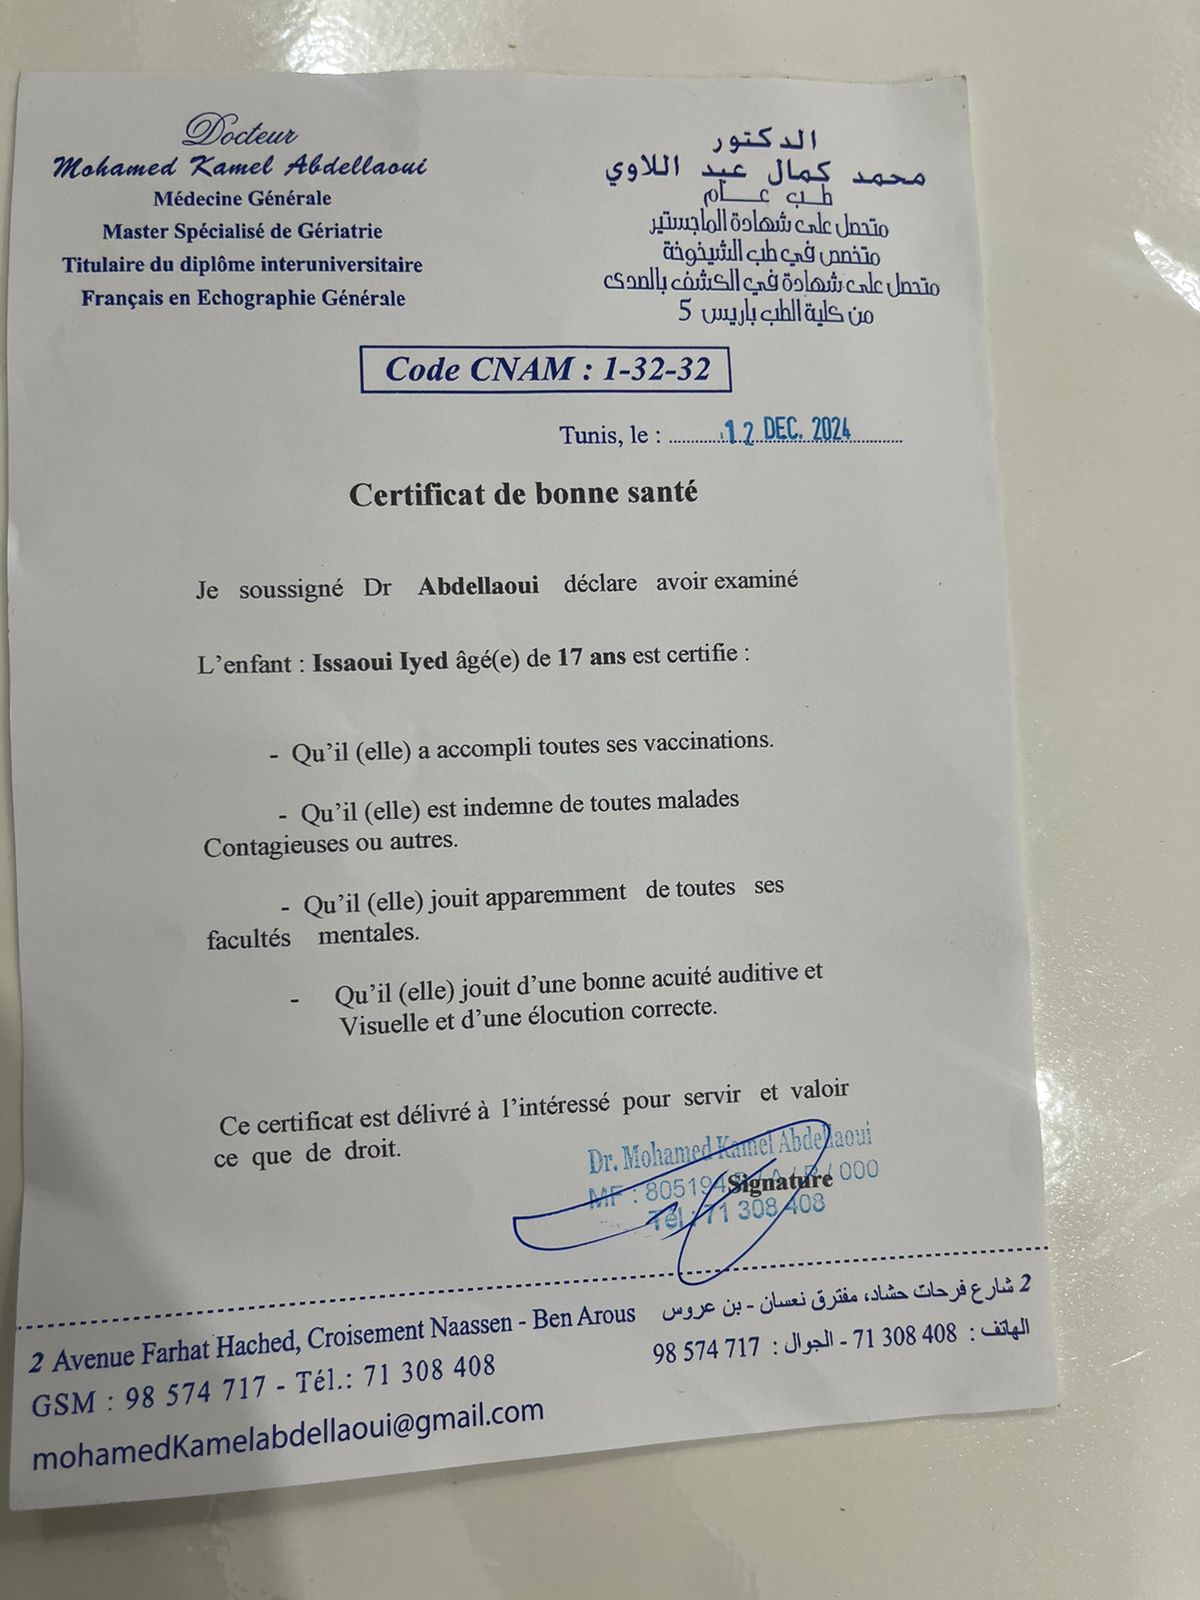 Docteur
Mohamed Kamel Abdellaoui
Médecine Générale
Master Spécialisé de Gériatrie
Titulaire du diplôme interuniversitaire
Français en Echographie Générale
الدكتور
محمد كمال عبد اللاوي
طب عام
متحصل على شهادة الماجستير
متخصص في طب الشيخوخة
متحصل على شهادة في الكشف بالصدى
من كلية الطب باريس 5
Code CNAM : 1-32-32
Tunis, le : 12 DEC. 2024
Certificat de bonne santé
Je soussigné Dr Abdellaoui déclare avoir examiné
L'enfant : Issaoui Iyed âgé(e) de 17 ans est certifie :
- Qu'il (elle) a accompli toutes ses vaccinations.
- Qu'il (elle) est indemne de toutes malades
Contagieuses ou autres.
- Qu'il (elle) jouit apparemment de toutes ses
facultés mentales.
- Qu'il (elle) jouit d'une bonne acuité auditive et
Visuelle et d'une élocution correcte.
Ce certificat est délivré à l'intéressé pour servir et valoir
ce que de droit.
Dr. Mohamed Kamel Abdellaoui
Signature
MF : 805194 / 000
Tél : 71 308 408
2 Avenue Farhat Hached, Croisement Naassen - Ben Arous
GSM : 98 574 717 - Tél.: 71 308 408
mohamedKamelabdellaoui@gmail.com
2 شارع فرحات حشاد، مفترق نعسان - بن عروس
الهاتف : 408 308 71 - الجوال : 717 574 98